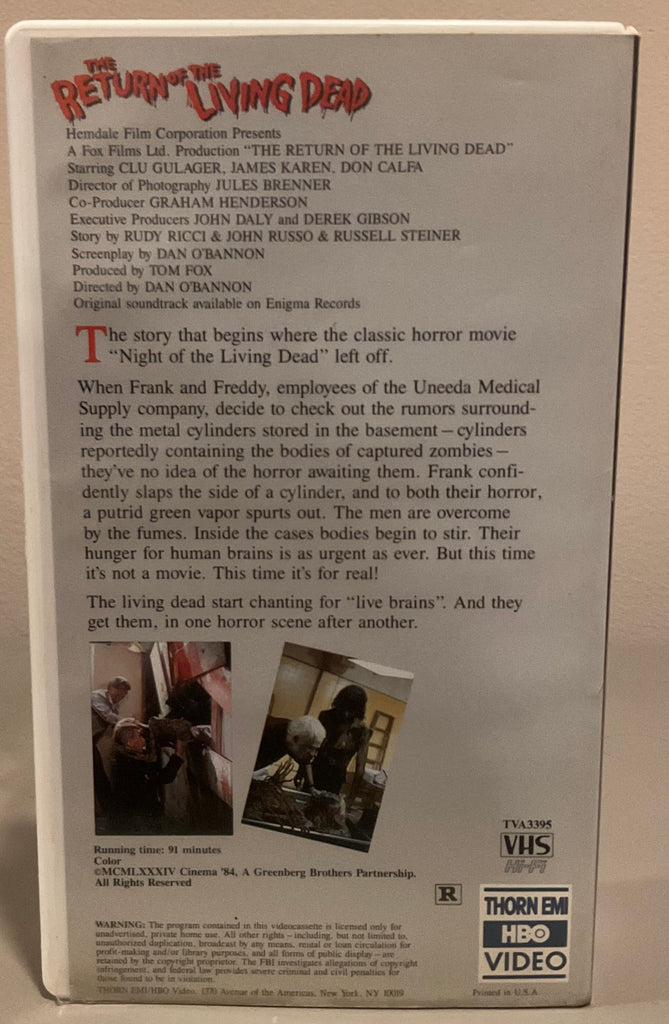 THE
RETURN OF THE
LIVING DEAD
Hemdale Film Corporation Presents
A Fox Films Ltd. Production "THE RETURN OF THE LIVING DEAD"
Starring CLU GULAGER, JAMES KAREN, DON CALFA
Director of Photography JULES BRENNER
Co-Producer GRAHAM HENDERSON
Executive Producers JOHN DALY and DEREK GIBSON
Story by RUDY RICCI & JOHN RUSSO & RUSSELL STEINER
Screenplay by DAN O'BANNON
Produced by TOM FOX
Directed by DAN O'BANNON
Original soundtrack available on Enigma Records
The story that begins where the classic horror movie
"Night of the Living Dead" left off.
When Frank and Freddy, employees of the Uneeda Medical
Supply company, decide to check out the rumors surround-
ing the metal cylinders stored in the basement – cylinders
reportedly containing the bodies of captured zombies –
they've no idea of the horror awaiting them. Frank confi-
dently slaps the side of a cylinder, and to both their horror,
a putrid green vapor spurts out. The men are overcome
by the fumes. Inside the cases bodies begin to stir. Their
hunger for human brains is as urgent as ever. But this time
it's not a movie. This time it's for real!
The living dead start chanting for "live brains". And they
get them, in one horror scene after another.
Running time: 91 minutes
Color
©MCMLXXXIV Cinema '84, A Greenberg Brothers Partnership.
All Rights Reserved
TVA3395
VHS
Hi-Fi
R
THORN EMI
HBO
VIDEO
WARNING: The program contained in this videocassette is licensed only for
unadvertised, private home use. All other rights – including, but not limited to,
unauthorized duplication, broadcast by any means, rental or loan circulation for
profit-making and/or library purposes, and all forms of public display – are
retained by the copyright proprietor. The FBI investigates allegations of copyright
infringement, and federal law provides severe criminal and civil penalties for
those found to be in violation.
THORN EMI/HBO Video, 1370 Avenue of the Americas, New York, NY 10019
Printed in U.S.A.